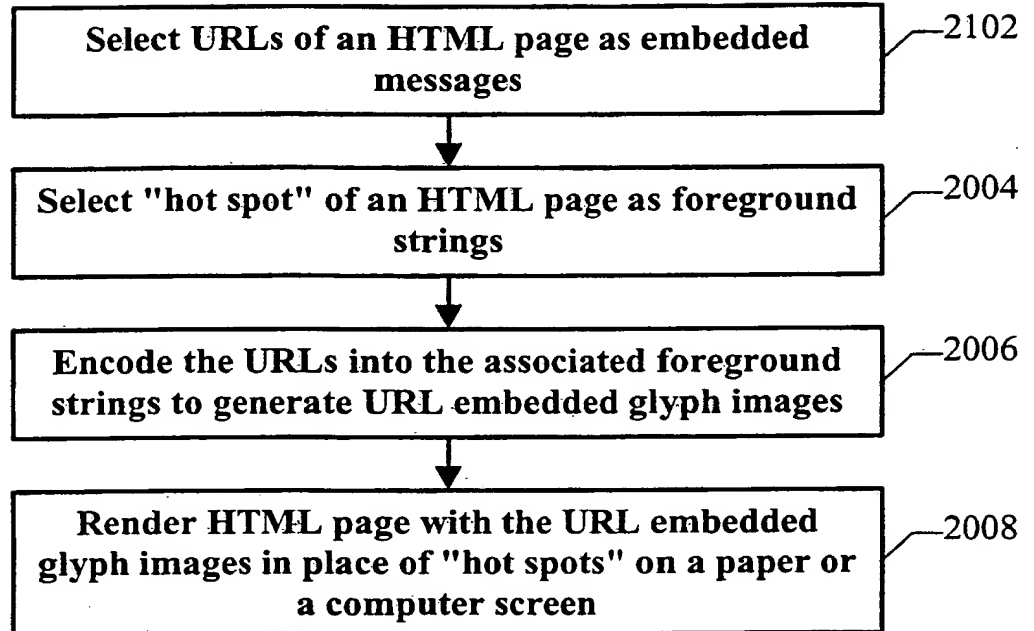 Select URLs of an HTML page as embedded
messages
2102
Select "hot spot" of an HTML page as foreground
strings
2004
Encode the URLs into the associated foreground
strings to generate URL embedded glyph images
2006
Render HTML page with the URL embedded
glyph images in place of "hot spots" on a paper or
a computer screen
2008